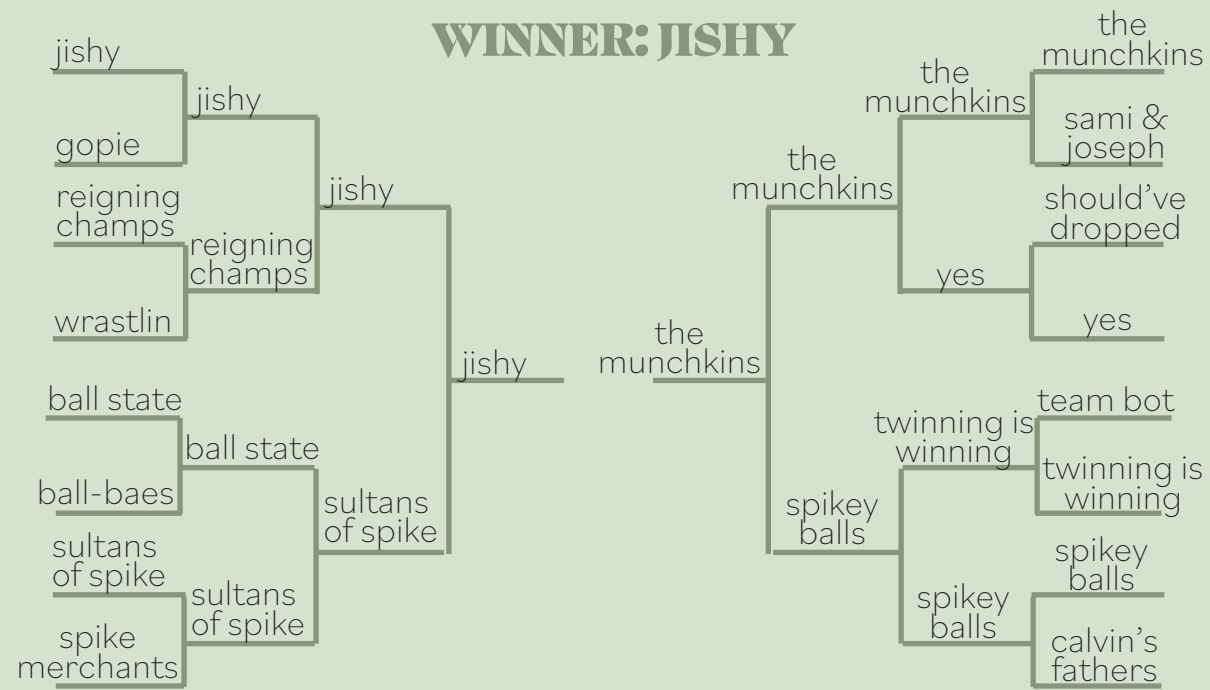 WINNER: JISHY
jishy
gopie
reigning
champs
wrastlin
ball state
ball-baes
sultans
of spike
spike
merchants
jishy
reigning
champs
ball state
sultans
of spike
jishy
sultans
of spike
jishy
the
munchkins
the
munchkins
spikey
balls
the
munchkins
yes
twinning is
winning
spikey
balls
the
munchkins
sami &
joseph
should've
dropped
yes
team bot
twinning is
winning
spikey
balls
calvin's
fathers